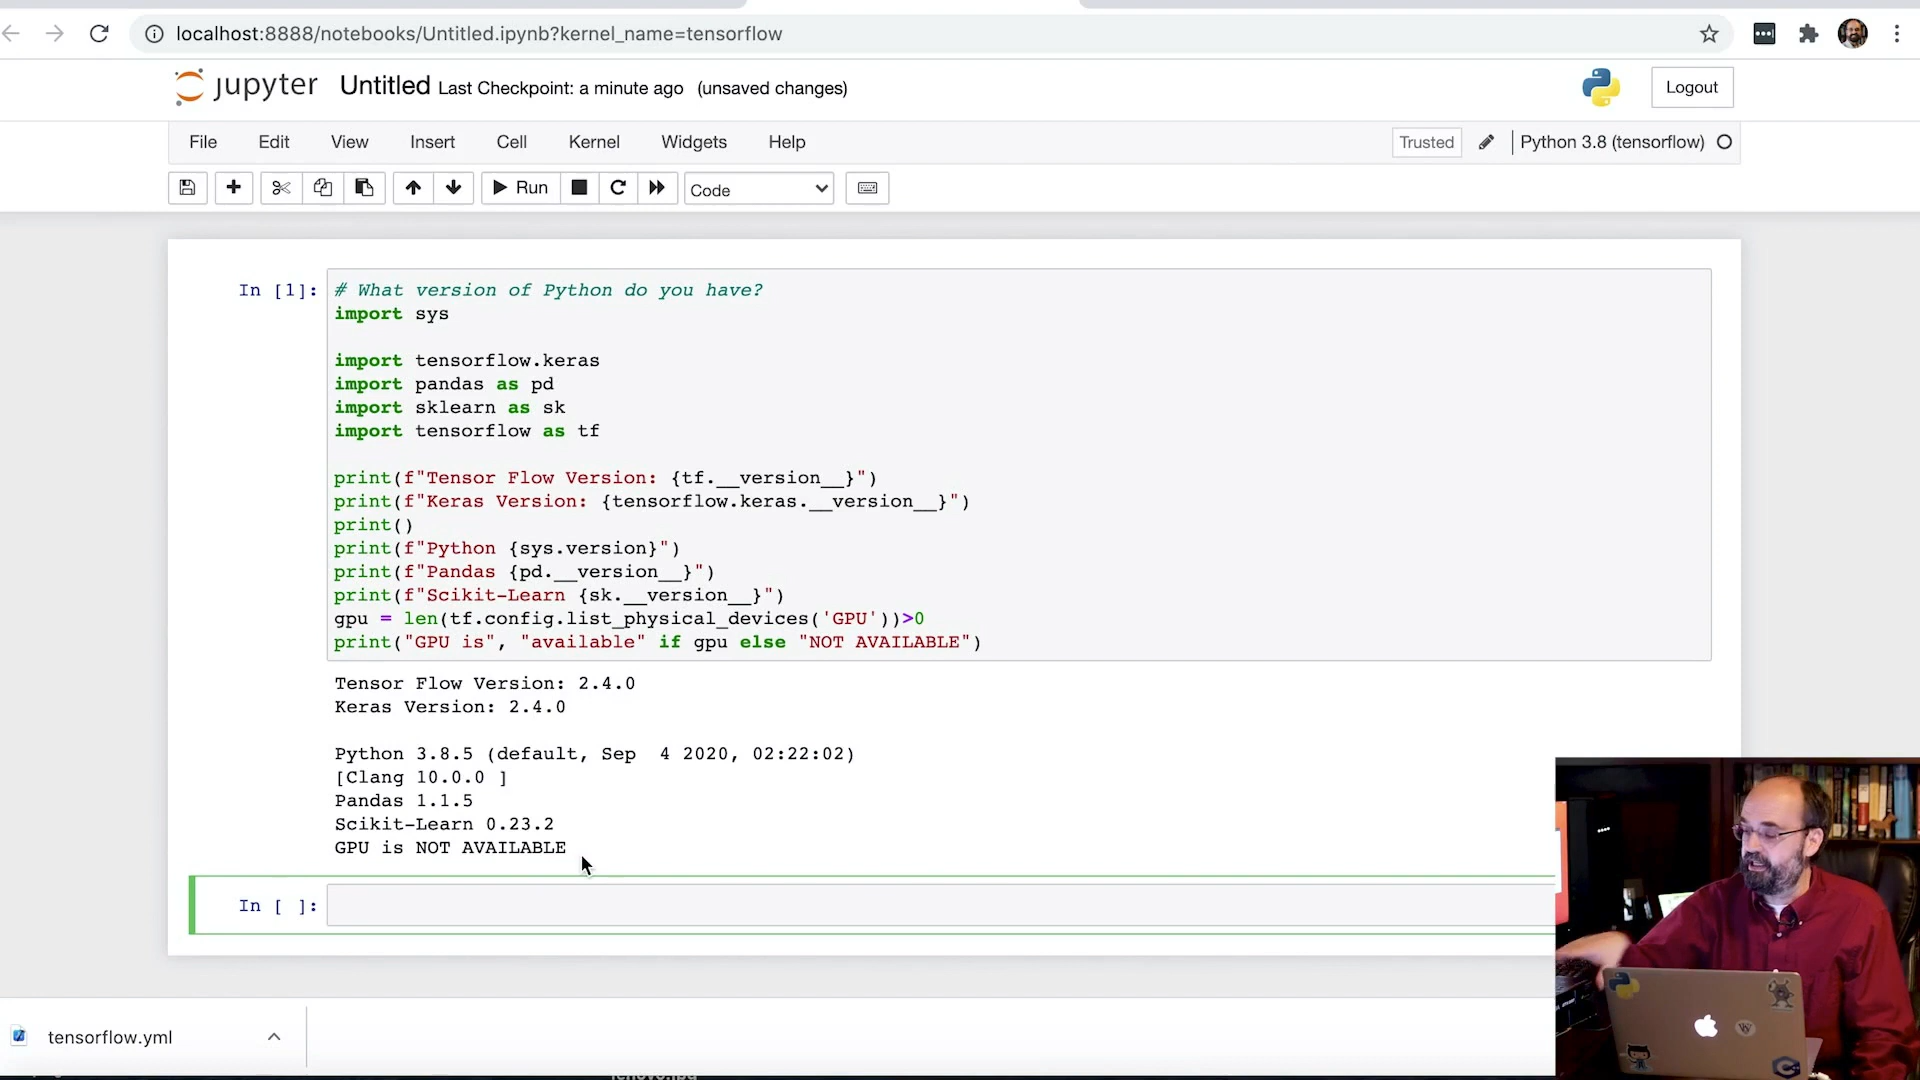 localhost:8888/notebooks/Untitled.ipynb?kernel_name=tensorflow
jupyter Untitled Last Checkpoint: a minute ago (unsaved changes)
Logout
File Edit View Insert Cell Kernel Widgets Help
Trusted
Python 3.8 (tensorflow)
Run
Code
In [1]:
# What version of Python do you have?
import sys
import tensorflow.keras
import pandas as pd
import sklearn as sk
import tensorflow as tf
print(f"Tensor Flow Version: {tf.__version__}")
print(f"Keras Version: {tensorflow.keras.__version__}")
print()
print(f"Python {sys.version}")
print(f"Pandas {pd.__version__}")
print(f"Scikit-Learn {sk.__version__}")
gpu = len(tf.config.list_physical_devices('GPU'))>0
print("GPU is", "available" if gpu else "NOT AVAILABLE")
Tensor Flow Version: 2.4.0
Keras Version: 2.4.0
Python 3.8.5 (default, Sep  4 2020, 02:22:02)
[Clang 10.0.0 ]
Pandas 1.1.5
Scikit-Learn 0.23.2
GPU is NOT AVAILABLE
In [ ]:
tensorflow.yml